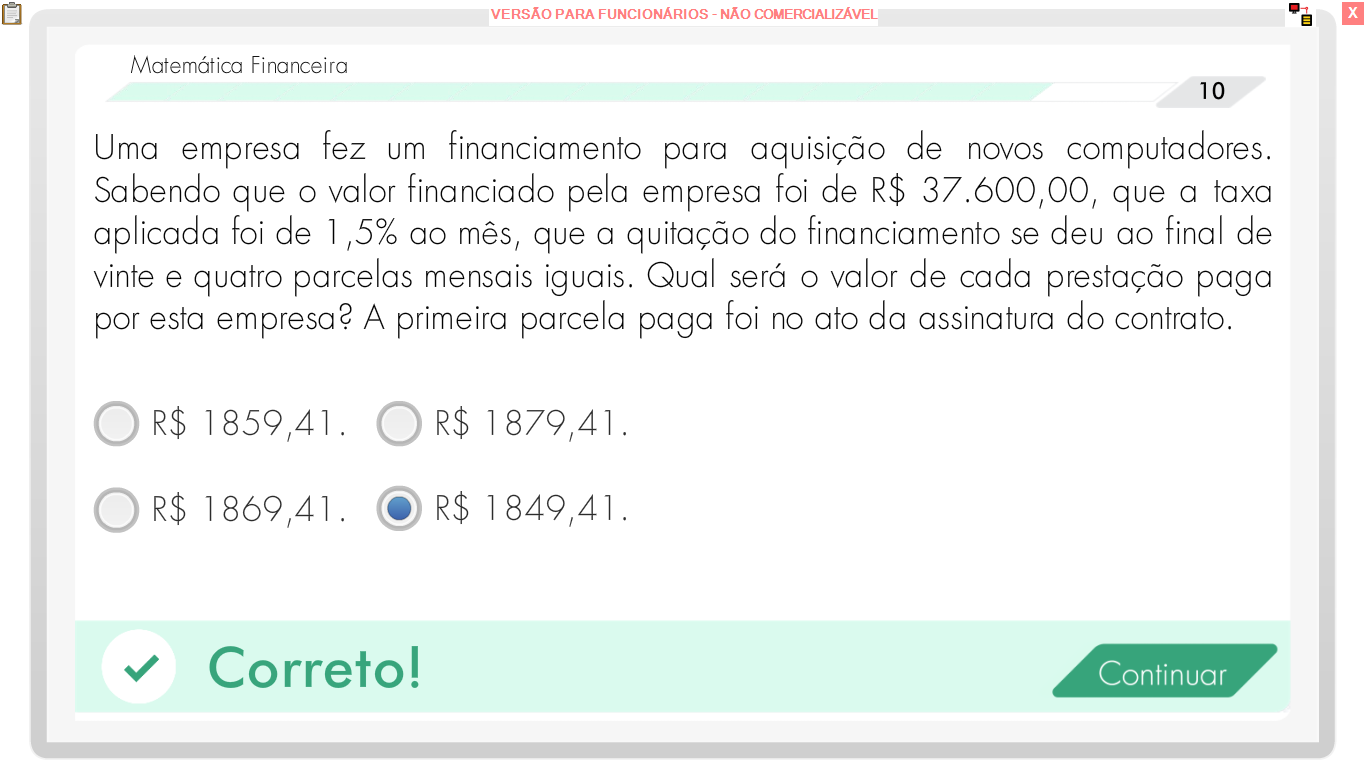 VERSÃO PARA FUNCIONÁRIOS - NÃO COMERCIALIZÁVEL
X
Matemática Financeira
10
Uma empresa fez um financiamento para aquisição de novos computadores.
Sabendo que o valor financiado pela empresa foi de R$ 37.600,00, que a taxa
aplicada foi de 1,5% ao mês, que a quitação do financiamento se deu ao final de
vinte e quatro parcelas mensais iguais. Qual será o valor de cada prestação paga
por esta empresa? A primeira parcela paga foi no ato da assinatura do contrato.
R$ 1859,41. R$ 1879,41.
R$ 1869,41. R$ 1849,41.
Correto!
Continuar